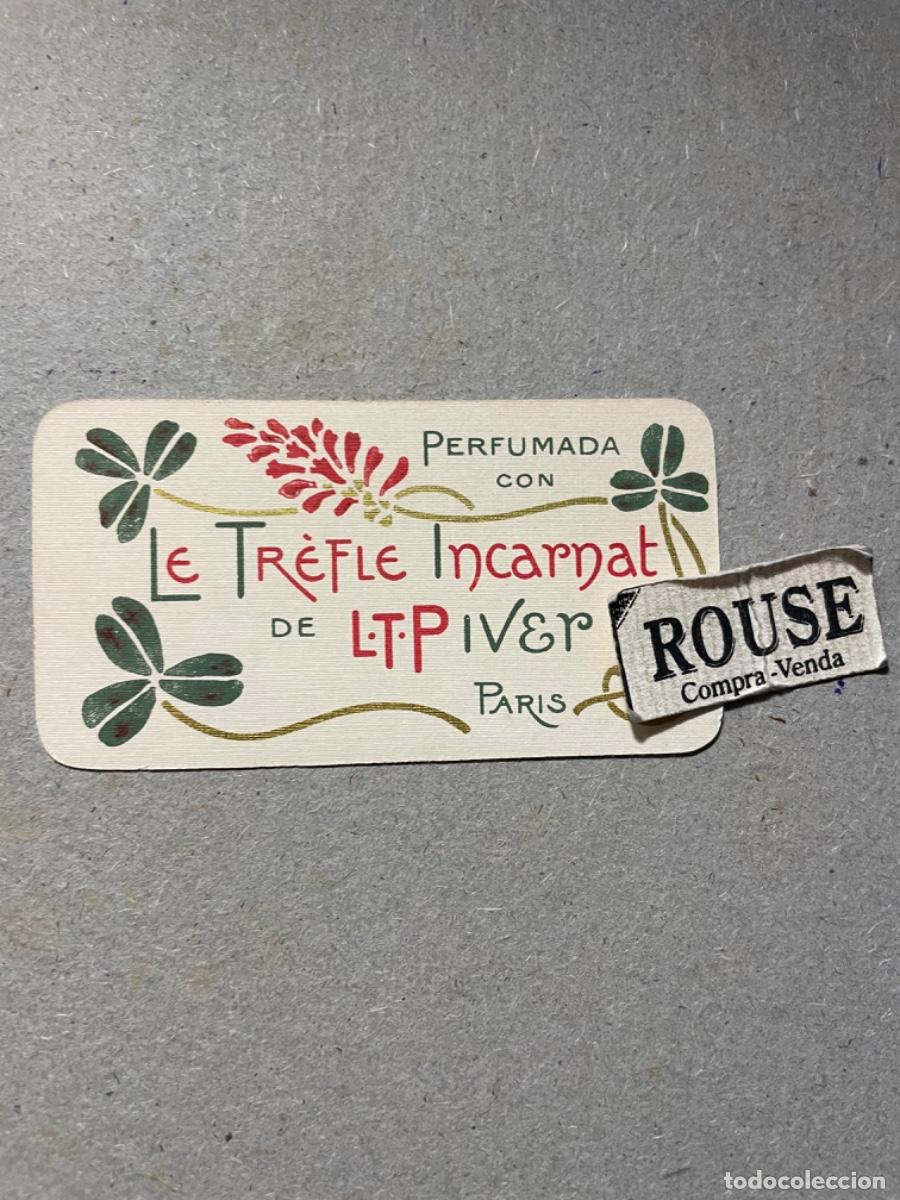 PERFUMADA
CON
LE TRÈFLE INCARNAT
DE L.T.PIVER
PARIS
ROUSE
Compra-Venda
todocoleccion